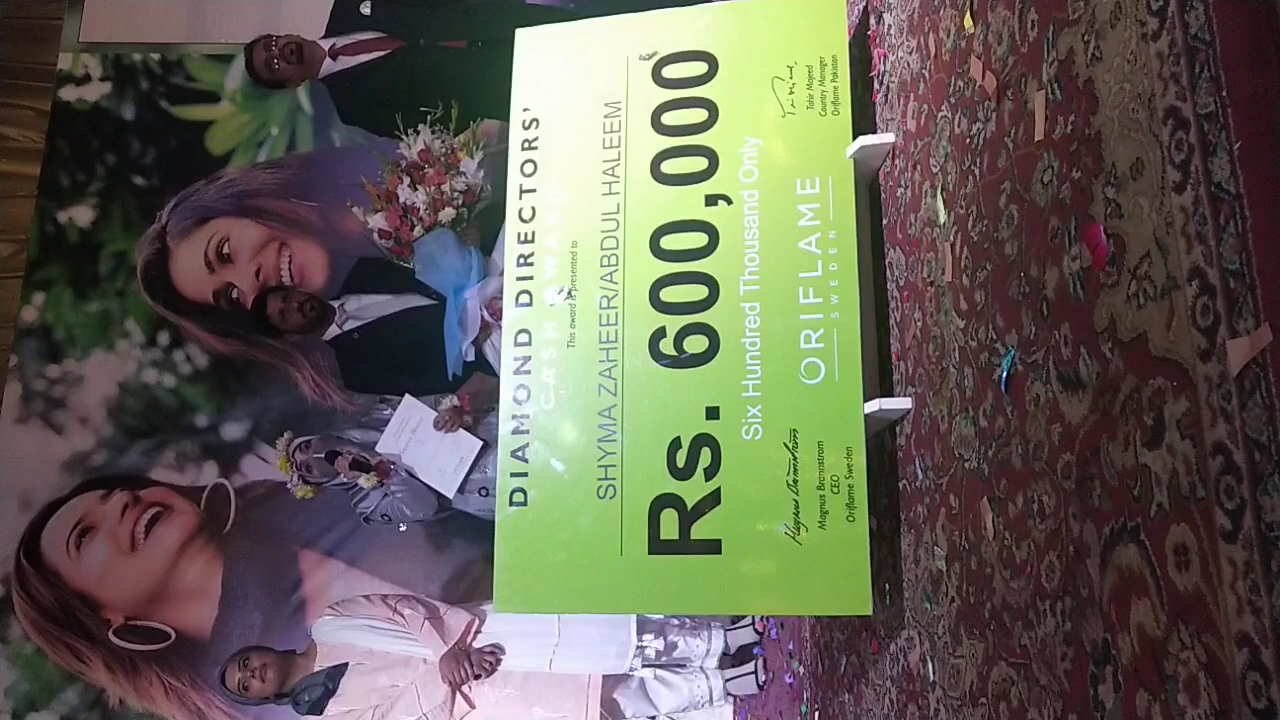 DIAMOND DIRECTORS'
CASH AWARD
This award is presented to
SHYMA ZAHEER/ABDUL HALEEM
Rs. 600,000
Six Hundred Thousand Only
ORIFLAME
SWEDEN
Magnus Brannstrom
CEO
Oriflame Sweden
Tahir Majeed
Country Manager
Oriflame Pakistan